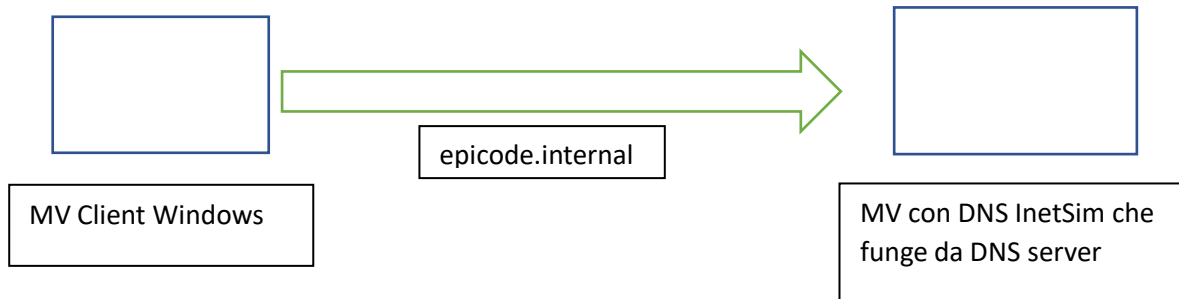 epicode.internal
MV Client Windows
MV con DNS InetSim che
funge da DNS server